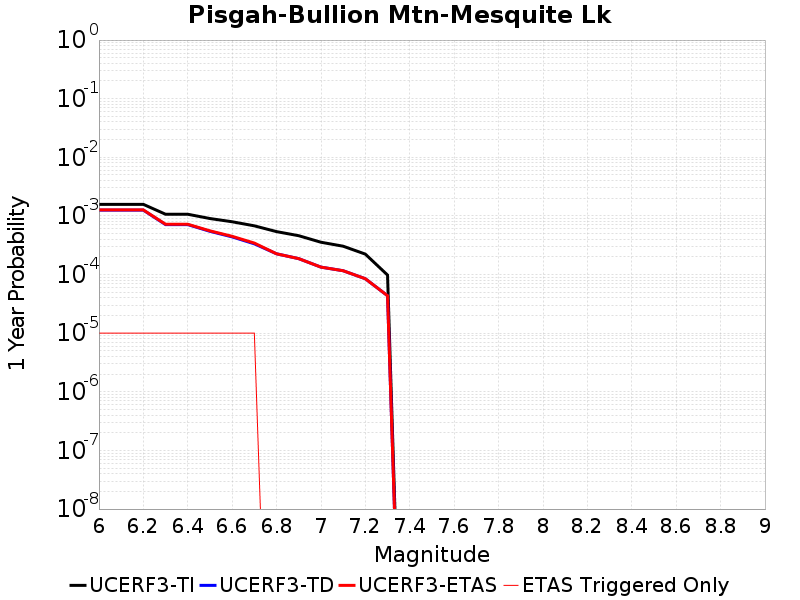 Pisgah-Bullion Mtn-Mesquite Lk
10^0
10^-1
10^-2
10^-3
10^-4
10^-5
10^-6
10^-7
10^-8
1 Year Probability
6 6.2 6.4 6.6 6.8 7 7.2 7.4 7.6 7.8 8 8.2 8.4 8.6 8.8 9
Magnitude
UCERF3-TI UCERF3-TD UCERF3-ETAS ETAS Triggered Only